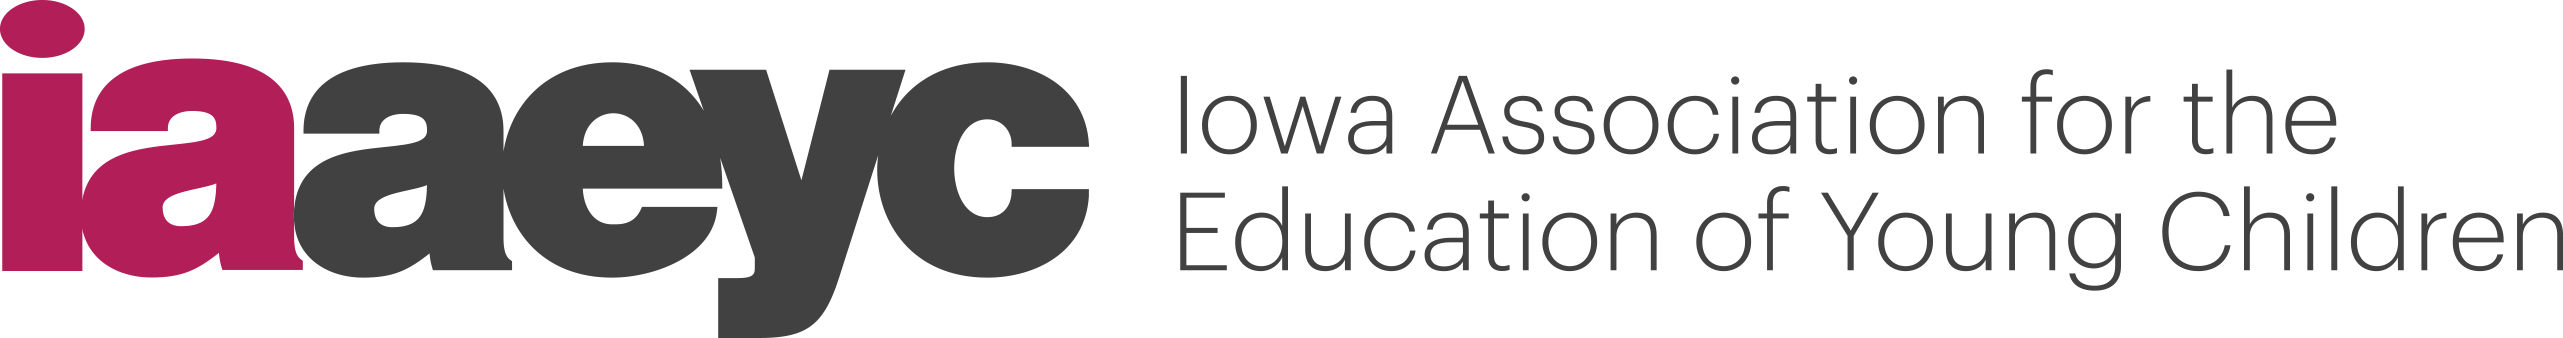 iaaeyc
Iowa Association for the
Education of Young Children